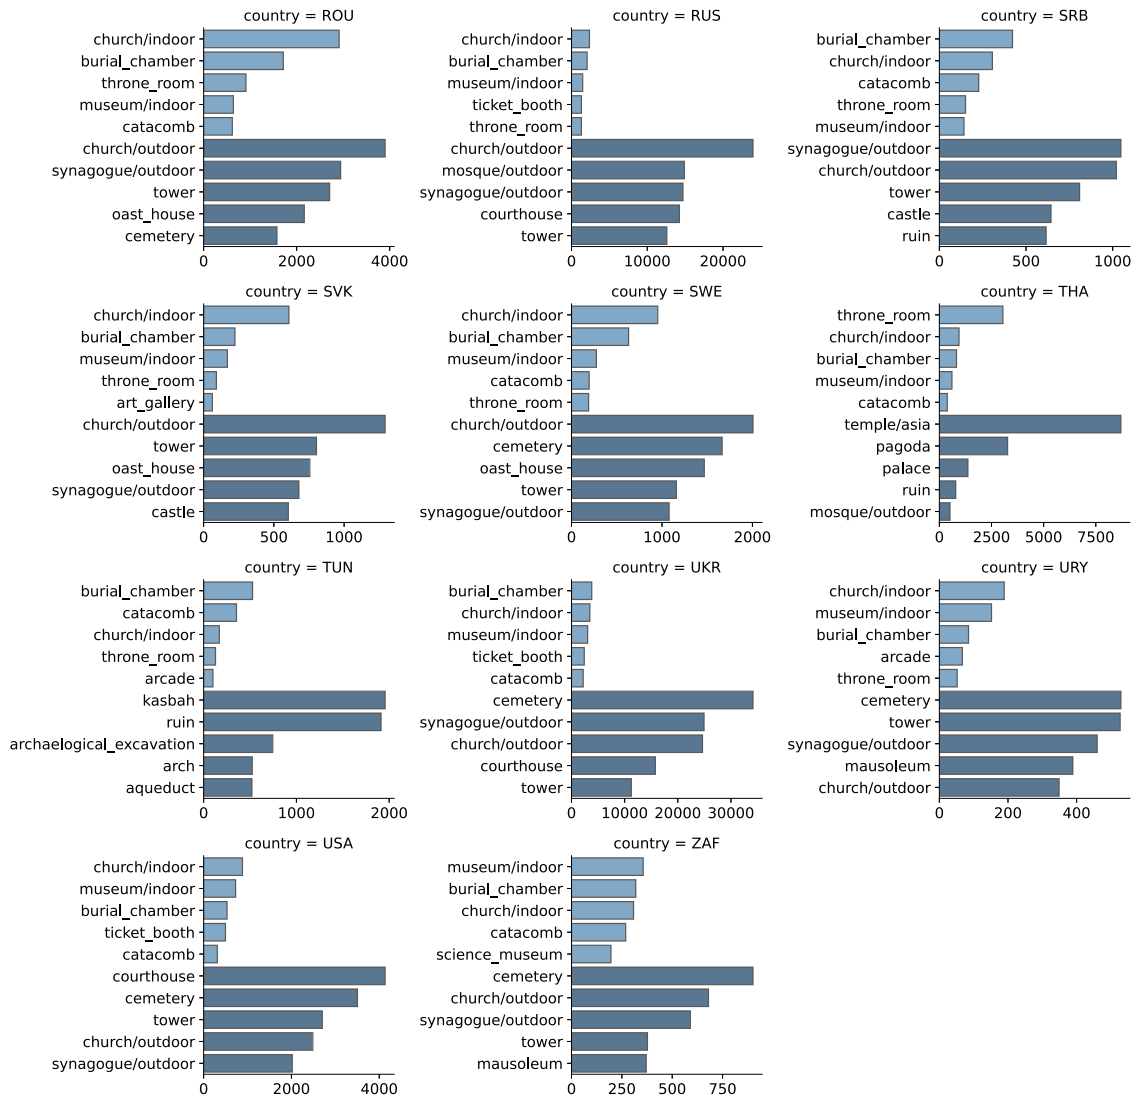 country = ROU
church/indoor
burial_chamber
throne_room
museum/indoor
catacomb
church/outdoor
synagogue/outdoor
tower
oast_house
cemetery
0 2000 4000
country = RUS
church/indoor
burial_chamber
museum/indoor
ticket_booth
throne_room
church/outdoor
mosque/outdoor
synagogue/outdoor
courthouse
tower
0 10000 20000
country = SRB
burial_chamber
church/indoor
catacomb
throne_room
museum/indoor
synagogue/outdoor
church/outdoor
tower
castle
ruin
0 500 1000
country = SVK
church/indoor
burial_chamber
museum/indoor
throne_room
art_gallery
church/outdoor
tower
oast_house
synagogue/outdoor
castle
0 500 1000
country = SWE
church/indoor
burial_chamber
museum/indoor
catacomb
throne_room
church/outdoor
cemetery
oast_house
tower
synagogue/outdoor
0 1000 2000
country = THA
throne_room
church/indoor
burial_chamber
museum/indoor
catacomb
temple/asia
pagoda
palace
ruin
mosque/outdoor
0 2500 5000 7500
country = TUN
burial_chamber
catacomb
church/indoor
throne_room
arcade
kasbah
ruin
archaelogical_excavation
arch
aqueduct
0 1000 2000
country = UKR
burial_chamber
church/indoor
museum/indoor
ticket_booth
catacomb
cemetery
synagogue/outdoor
church/outdoor
courthouse
tower
0 10000 20000 30000
country = URY
church/indoor
museum/indoor
burial_chamber
arcade
throne_room
cemetery
tower
synagogue/outdoor
mausoleum
church/outdoor
0 200 400
country = USA
church/indoor
museum/indoor
burial_chamber
ticket_booth
catacomb
courthouse
cemetery
tower
church/outdoor
synagogue/outdoor
0 2000 4000
country = ZAF
museum/indoor
burial_chamber
church/indoor
catacomb
science_museum
cemetery
church/outdoor
synagogue/outdoor
tower
mausoleum
0 250 500 750